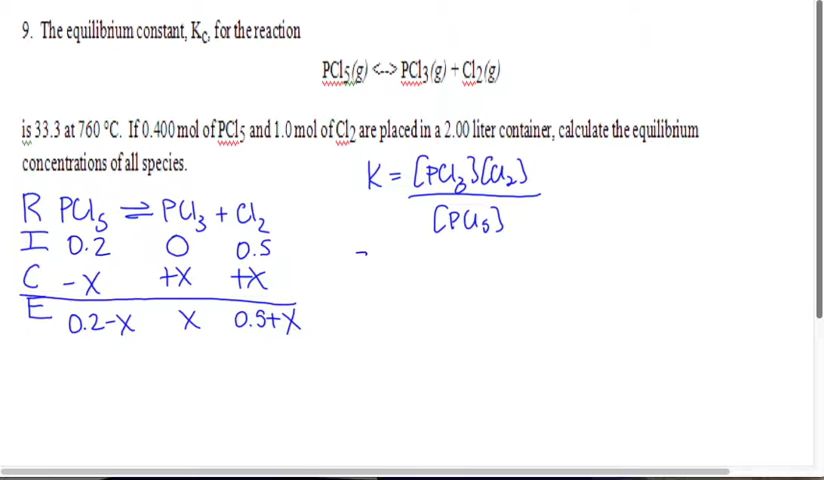 9. The equilibrium constant, Kc, for the reaction
PCl5(g) <--> PCl3(g) + Cl2(g)
is 33.3 at 760 °C. If 0.400 mol of PCl5 and 1.0 mol of Cl2 are placed in a 2.00 liter container, calculate the equilibrium
concentrations of all species.
K = [PCl3][Cl2]
[PCl5]
R PCl5 ⇌ PCl3 + Cl2
I 0.2 0 0.5
C -X +X +X
E 0.2-X X 0.5+X